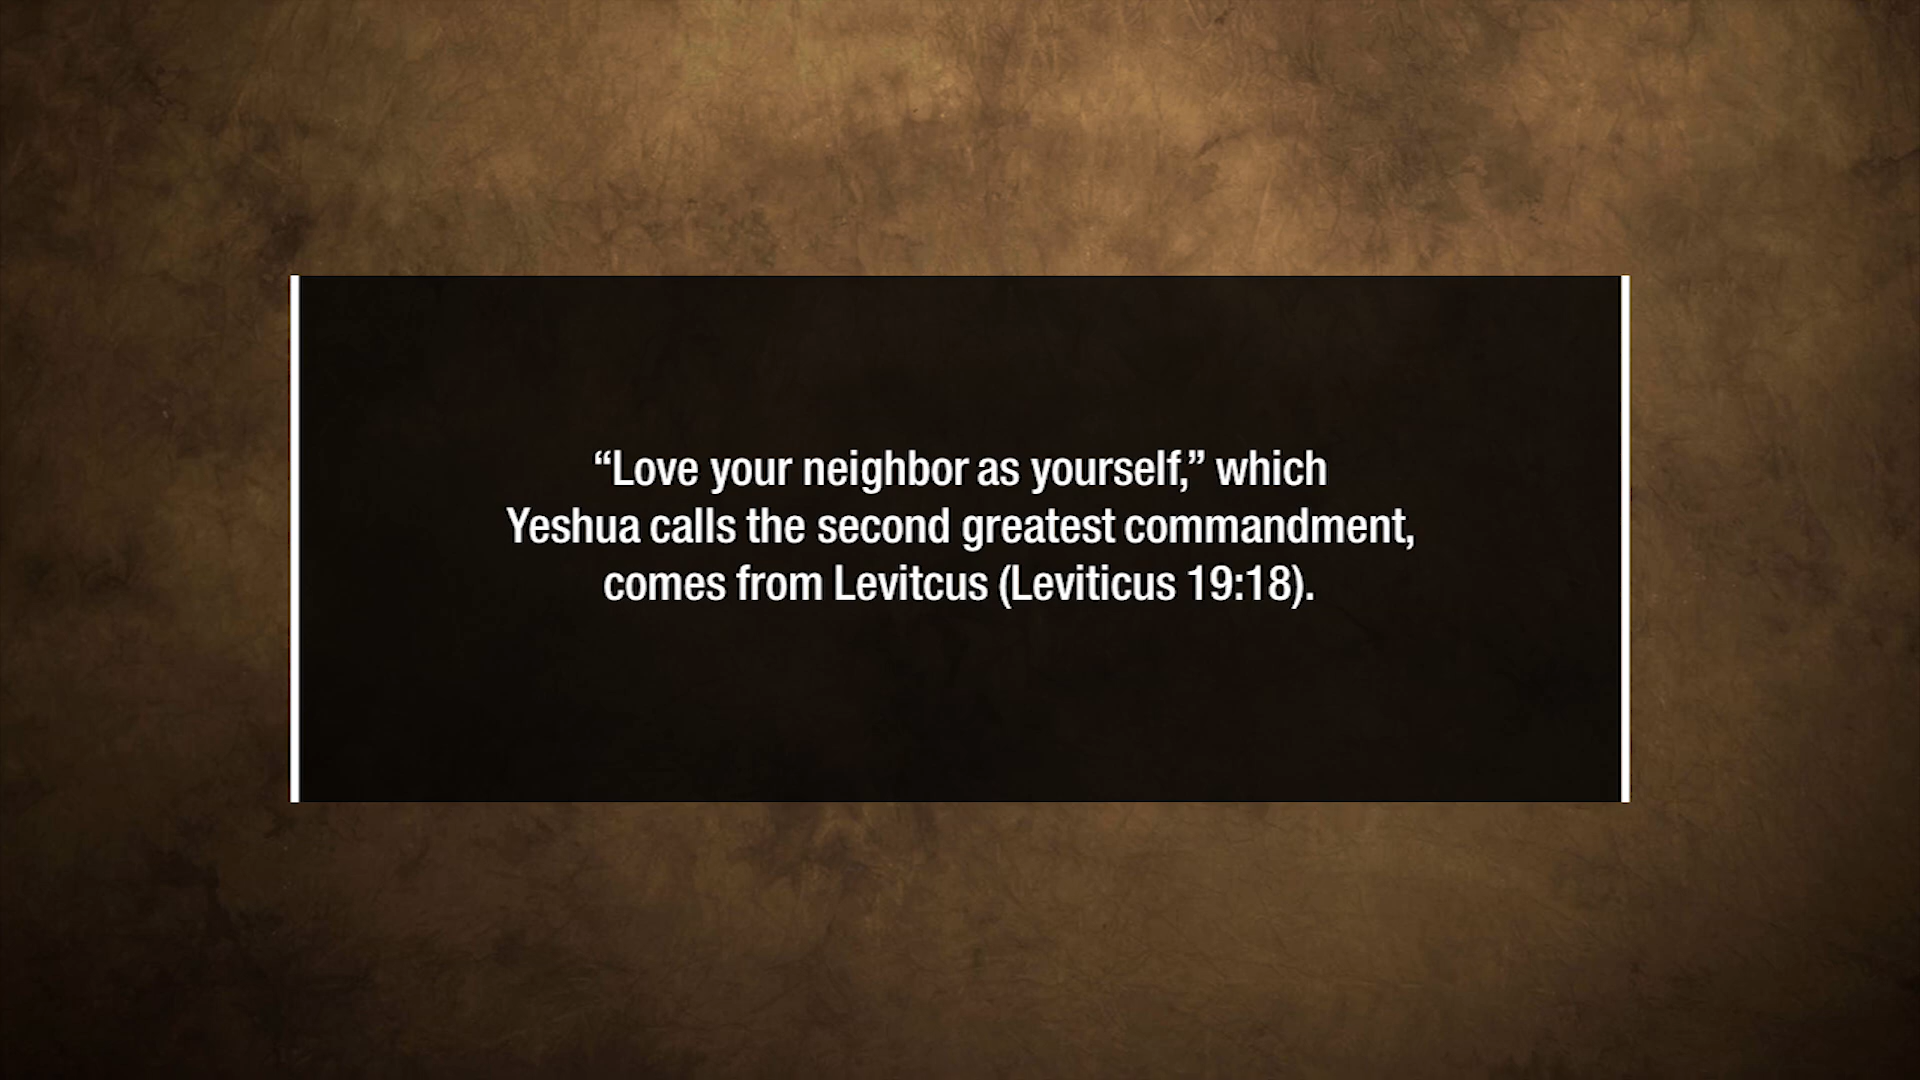 “Love your neighbor as yourself,” which
Yeshua calls the second greatest commandment,
comes from Levitcus (Leviticus 19:18).